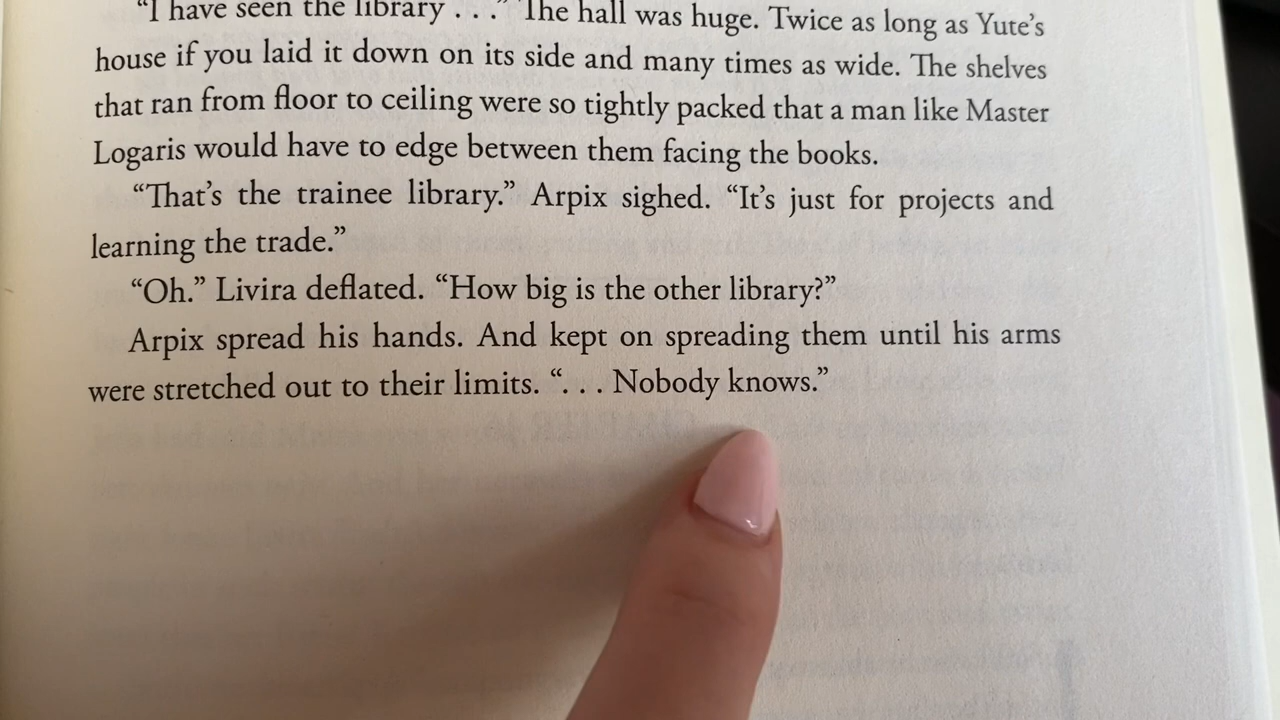 “I have seen the library . . .” The hall was huge. Twice as long as Yute’s
house if you laid it down on its side and many times as wide. The shelves
that ran from floor to ceiling were so tightly packed that a man like Master
Logaris would have to edge between them facing the books.
“That’s the trainee library.” Arpix sighed. “It’s just for projects and
learning the trade.”
“Oh.” Livira deflated. “How big is the other library?”
Arpix spread his hands. And kept on spreading them until his arms
were stretched out to their limits. “. . . Nobody knows.”